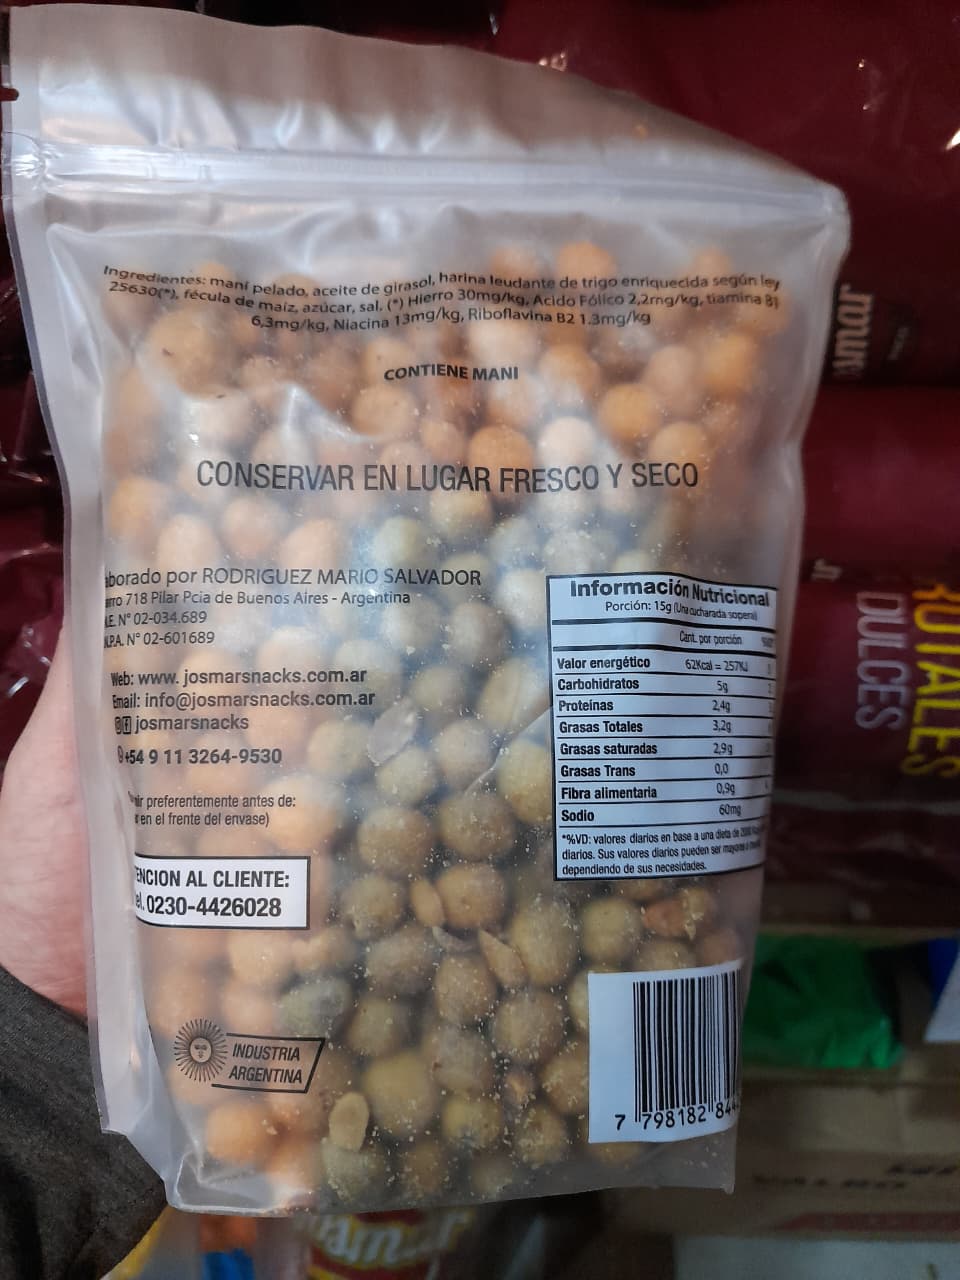 Ingredientes: maní pelado, aceite de girasol, harina leudante de trigo enriquecida según ley
25630(*), fécula de maíz, azúcar, sal. (*) Hierro 30mg/kg, Acido Fólico 2,2mg/kg, tiamina B1
6,3mg/kg, Niacina 13mg/kg, Riboflavina B2 1.3mg/kg
CONTIENE MANI
CONSERVAR EN LUGAR FRESCO Y SECO
aborado por RODRIGUEZ MARIO SALVADOR
rro 718 Pilar Pcia de Buenos Aires - Argentina
.E. N° 02-034.689
.P.A. N° 02-601689
Web: www. josmarsnacks.com.ar
Email: info@josmarsnacks.com.ar
josmarsnacks
+54 9 11 3264-9530
ir preferentemente antes de:
en el frente del envase)
ENCION AL CLIENTE:
el. 0230-4426028
INDUSTRIA
ARGENTINA
Información Nutricional
Porción: 15g (Una cucharada sopera)
Cant. por porción
Valor energético 62Kcal = 257KJ
Carbohidratos 5g
Proteínas 2,4g
Grasas Totales 3,2g
Grasas saturadas 2,9g
Grasas Trans 0,0
Fibra alimentaria 0,9g
Sodio 60mg
*%VD: valores diarios en base a una dieta de
diarios. Sus valores diarios pueden ser mayores o
dependiendo de sus necesidades.
7 798182 84
smar
DULCES